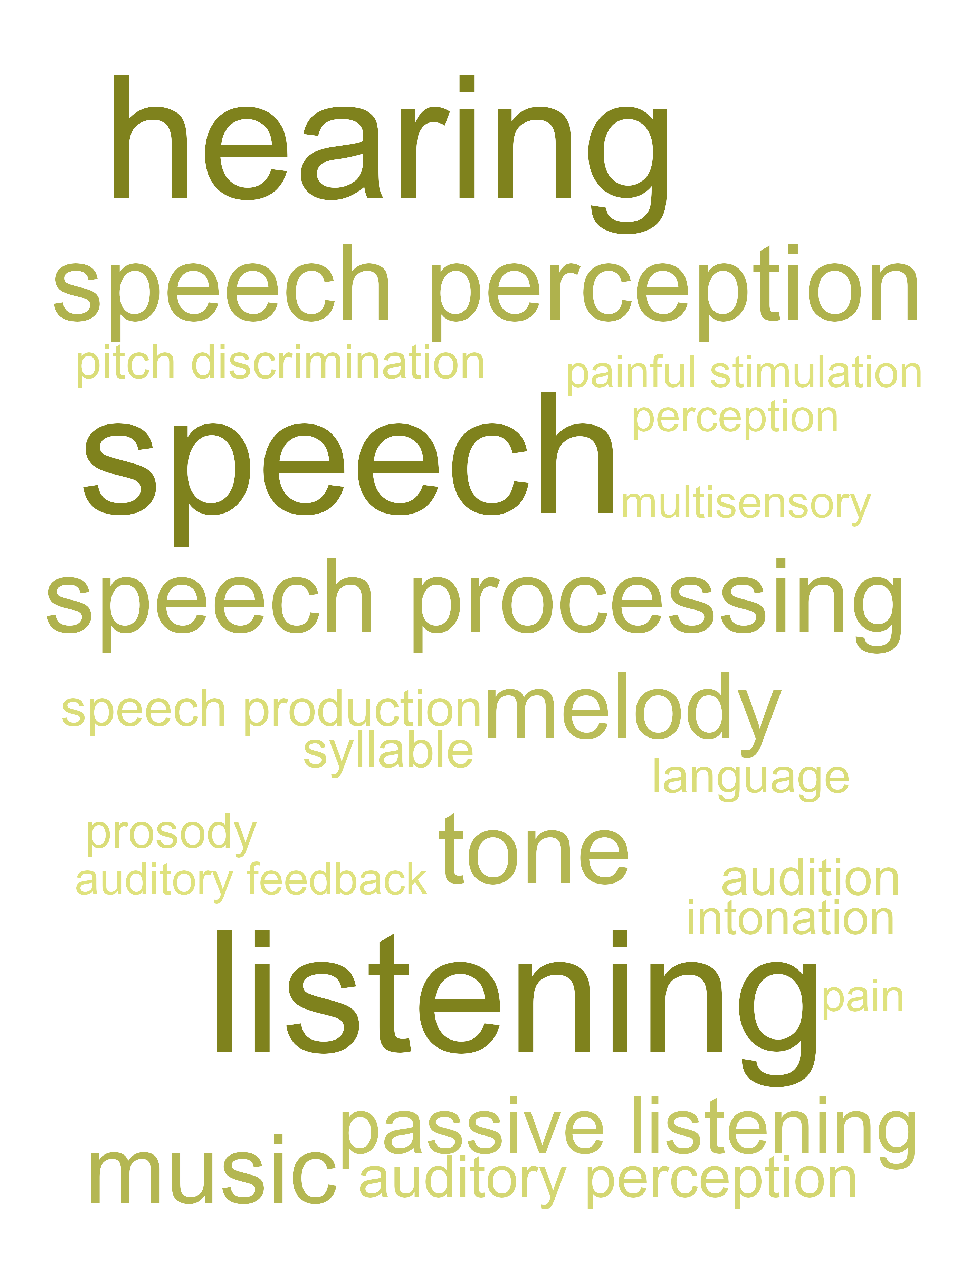 hearing
speech perception
pitch discrimination
painful stimulation
perception
speech
multisensory
speech processing
speech production
melody
syllable
language
prosody
tone
auditory feedback
audition
intonation
listening
pain
passive listening
music
auditory perception